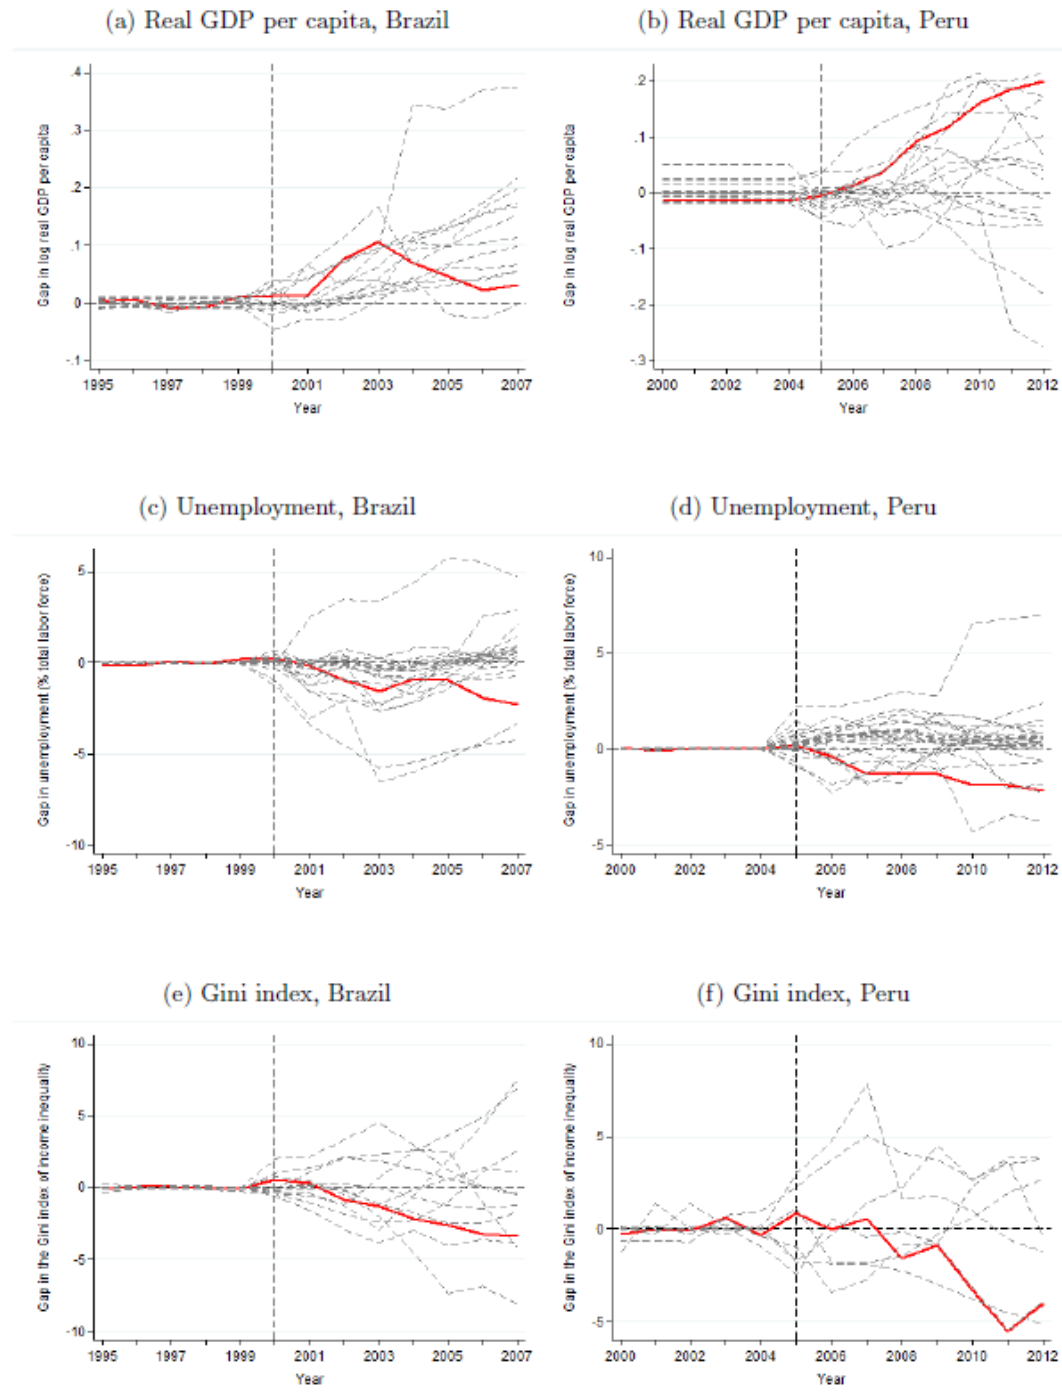 (a) Real GDP per capita, Brazil
(b) Real GDP per capita, Peru
Gap in log real GDP per capita
.4
.3
.2
.1
0
-.1
1995 1997 1999 2001 2003 2005 2007
Year
Gap in log real GDP per capita
.2
.1
0
-.1
-.2
-.3
2000 2002 2004 2006 2008 2010 2012
Year
(c) Unemployment, Brazil
(d) Unemployment, Peru
Gap in unemployment (% total labor force)
5
0
-5
-10
1995 1997 1999 2001 2003 2005 2007
Year
Gap in unemployment (% total labor force)
10
5
0
-5
2000 2002 2004 2006 2008 2010 2012
Year
(e) Gini index, Brazil
(f) Gini index, Peru
Gap in the Gini index of income inequality
10
5
0
-5
-10
1995 1997 1999 2001 2003 2005 2007
Year
Gap in the Gini index of income inequality
10
5
0
-5
2000 2002 2004 2006 2008 2010 2012
Year